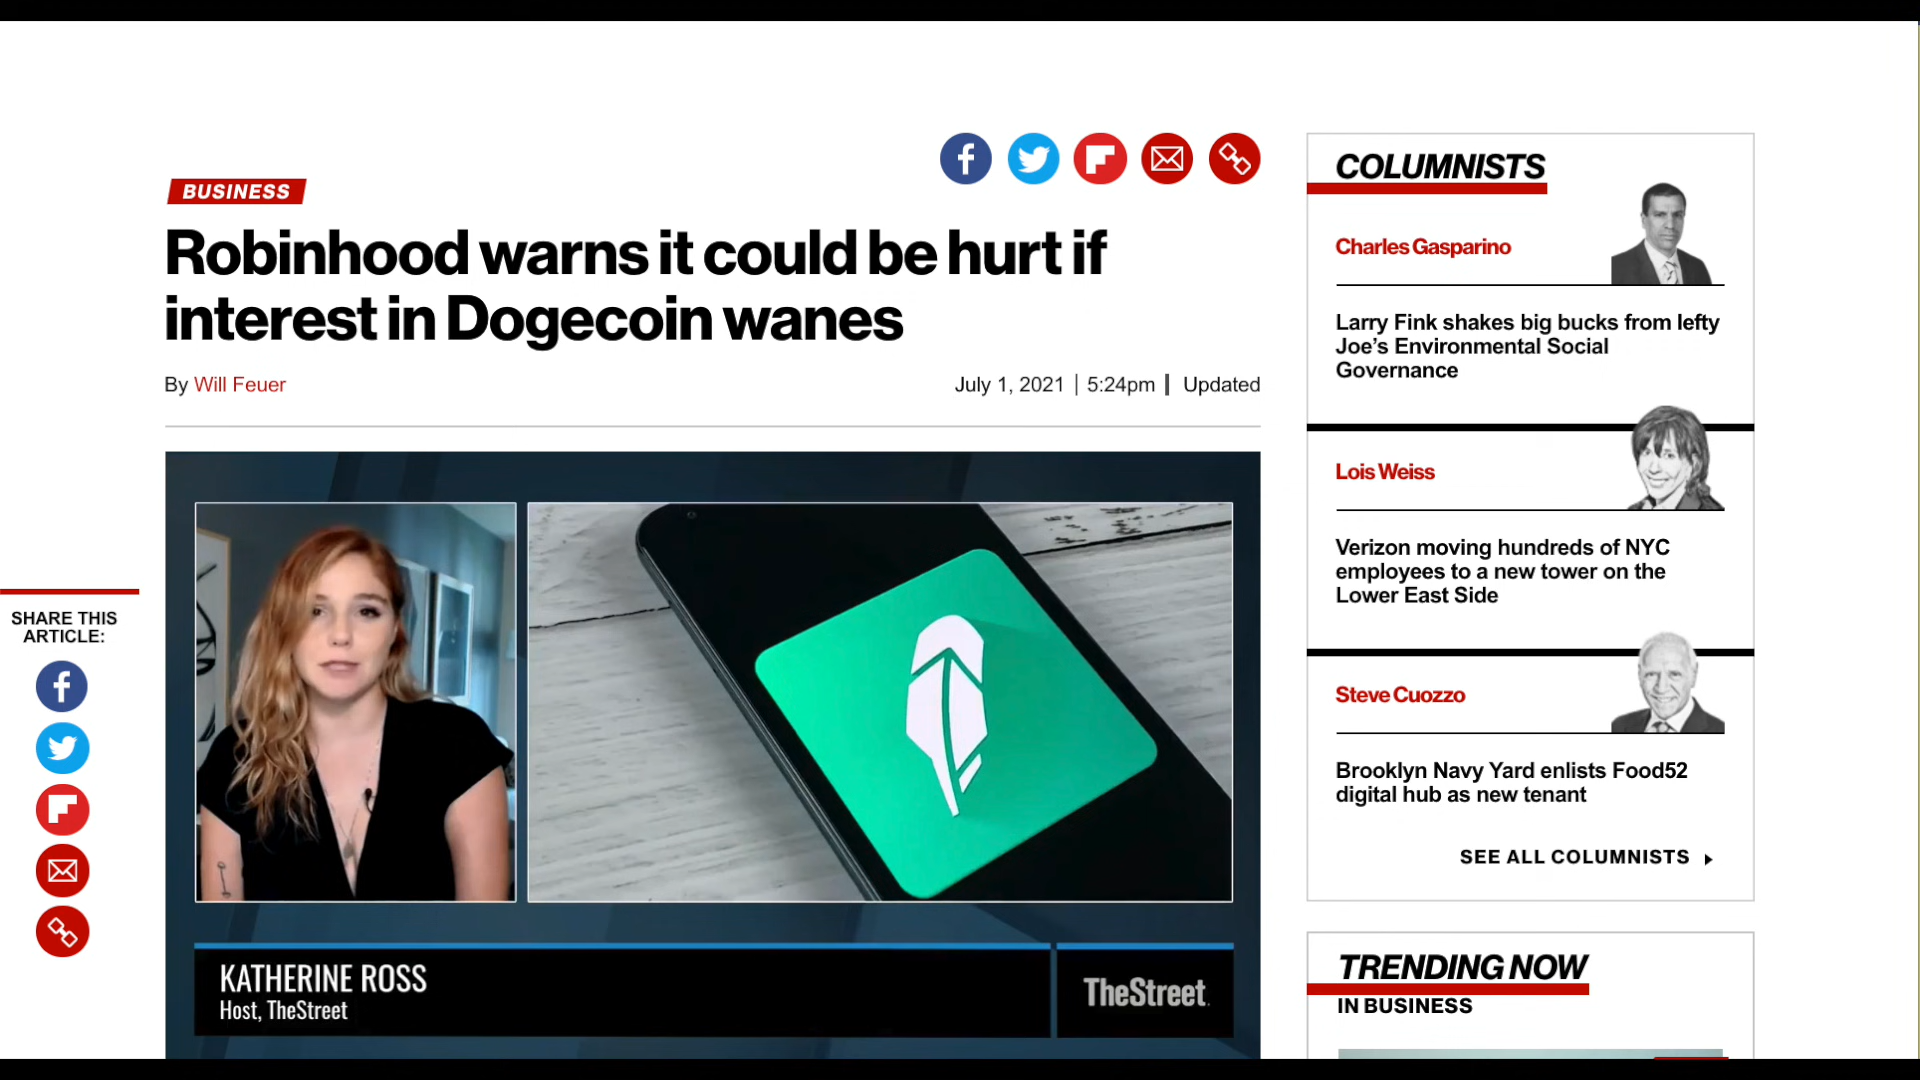 BUSINESS
Robinhood warns it could be hurt if
interest in Dogecoin wanes
By Will Feuer
July 1, 2021 | 5:24pm | Updated
SHARE THIS
ARTICLE:
KATHERINE ROSS
Host, TheStreet
TheStreet
COLUMNISTS
Charles Gasparino
Larry Fink shakes big bucks from lefty
Joe's Environmental Social
Governance
Lois Weiss
Verizon moving hundreds of NYC
employees to a new tower on the
Lower East Side
Steve Cuozzo
Brooklyn Navy Yard enlists Food52
digital hub as new tenant
SEE ALL COLUMNISTS
TRENDING NOW
IN BUSINESS